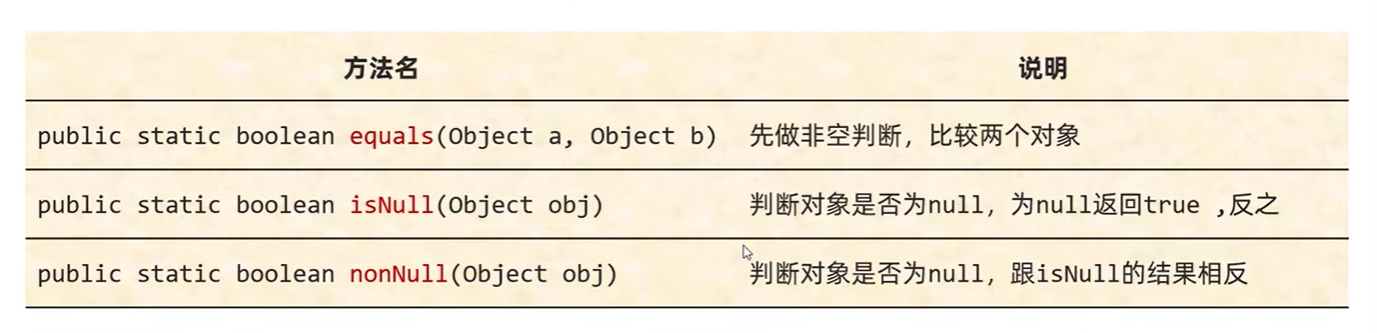 方法名 说明
public static boolean equals(Object a, Object b) 先做非空判断，比较两个对象
public static boolean isNull(Object obj) 判断对象是否为null，为null返回true ,反之
public static boolean nonNull(Object obj) 判断对象是否为null，跟isNull的结果相反